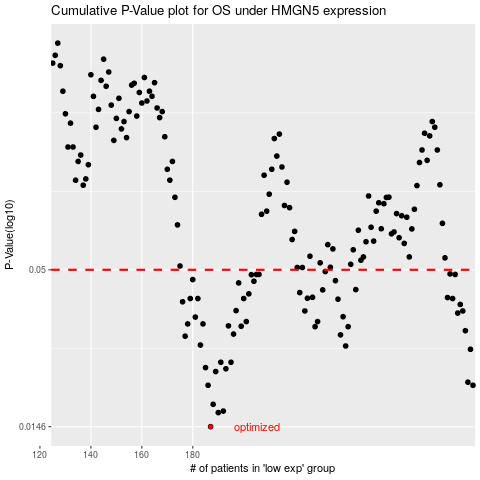 Cumulative P-Value plot for OS under HMGN5 expression
P-Value(log10)
0.05
0.0146
optimized
120 140 160 180
# of patients in 'low exp' group